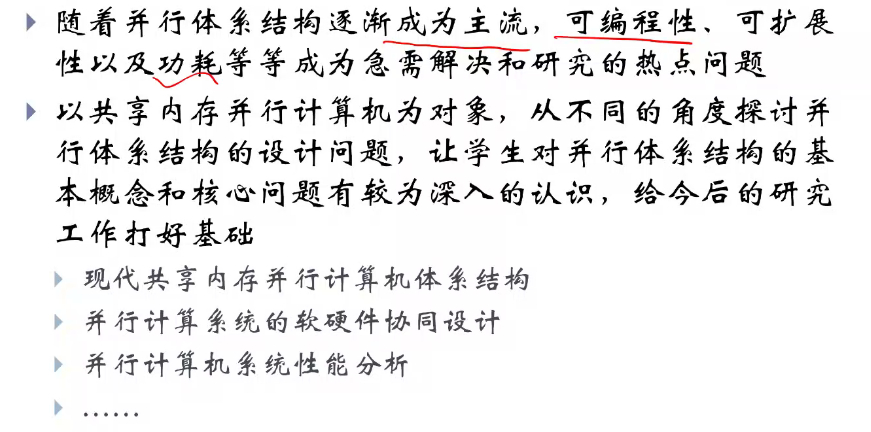 随着并行体系结构逐渐成为主流，可编程性、可扩展
性以及功耗等等成为急需解决和研究的热点问题
以共享内存并行计算机为对象，从不同的角度探讨并
行体系结构的设计问题，让学生对并行体系结构的基
本概念和核心问题有较为深入的认识，给今后的研究
工作打好基础
现代共享内存并行计算机体系结构
并行计算系统的软硬件协同设计
并行计算机系统性能分析
……